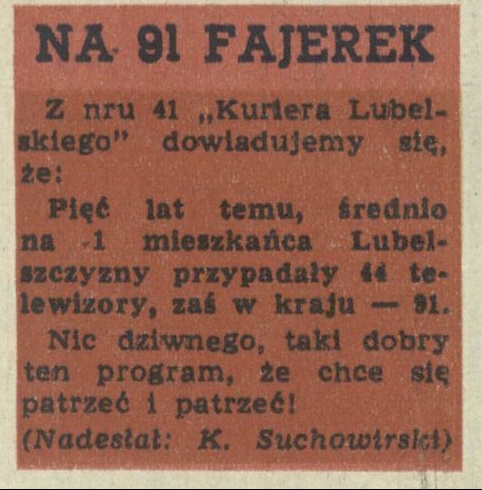 NA 91 FAJEREK
Z nru 41 „Kuriera Lubel-
skiego” dowiadujemy się,
że:
Pięć lat temu, średnio
na 1 mieszkańca Lubel-
szczyzny przypadały 44 te-
lewizory, zaś w kraju — 91.
Nic dziwnego, taki dobry
ten program, że chce się
patrzeć i patrzeć!
(Nadesłał: K. Suchowirski)